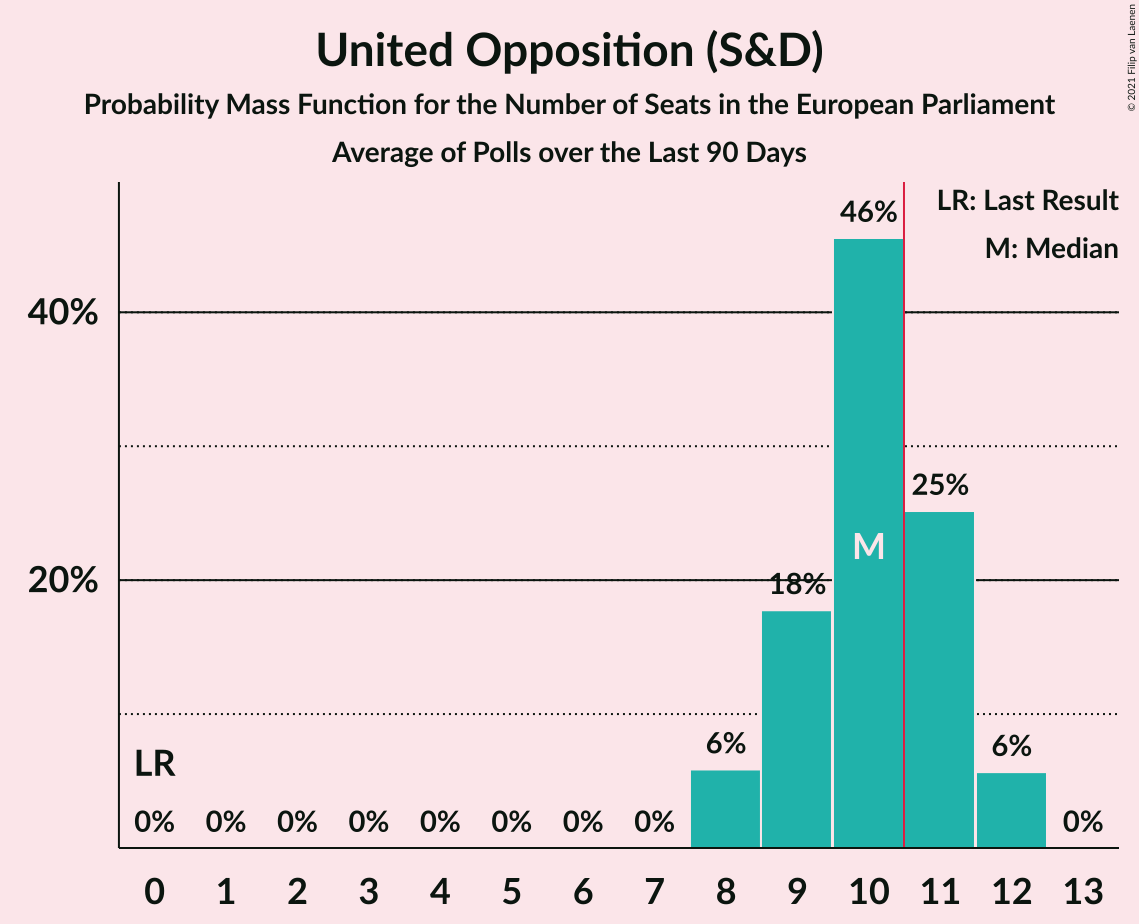 United Opposition (S&D)
Probability Mass Function for the Number of Seats in the European Parliament
Average of Polls over the Last 90 Days
© 2021 Filip van Laenen
LR: Last Result
M: Median
46%
40%
25%
M
20%
18%
6%
6%
LR
0% 0% 0% 0% 0% 0% 0% 0% 0%
0 1 2 3 4 5 6 7 8 9 10 11 12 13